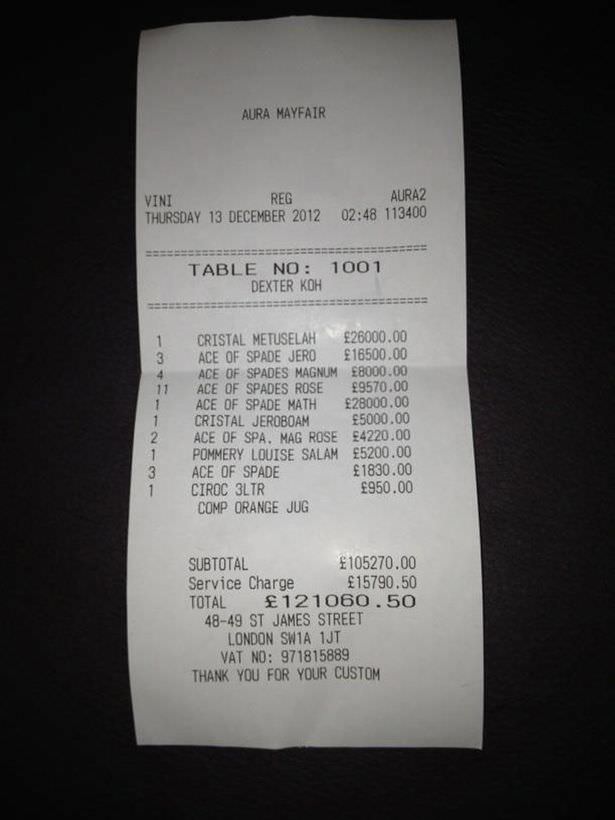 AURA MAYFAIR
VINI REG AURA2
THURSDAY 13 DECEMBER 2012 02:48 113400
TABLE NO: 1001
DEXTER KOH
1 CRISTAL METUSELAH £26000.00
3 ACE OF SPADE JERO £16500.00
4 ACE OF SPADES MAGNUM £8000.00
11 ACE OF SPADES ROSE £9570.00
1 ACE OF SPADE MATH £28000.00
1 CRISTAL JEROBOAM £5000.00
2 ACE OF SPA. MAG ROSE £4220.00
1 POMMERY LOUISE SALAM £5200.00
3 ACE OF SPADE £1830.00
1 CIROC 3LTR £950.00
COMP ORANGE JUG
SUBTOTAL £105270.00
Service Charge £15790.50
TOTAL £121060.50
48-49 ST JAMES STREET
LONDON SW1A 1JT
VAT NO: 971815889
THANK YOU FOR YOUR CUSTOM